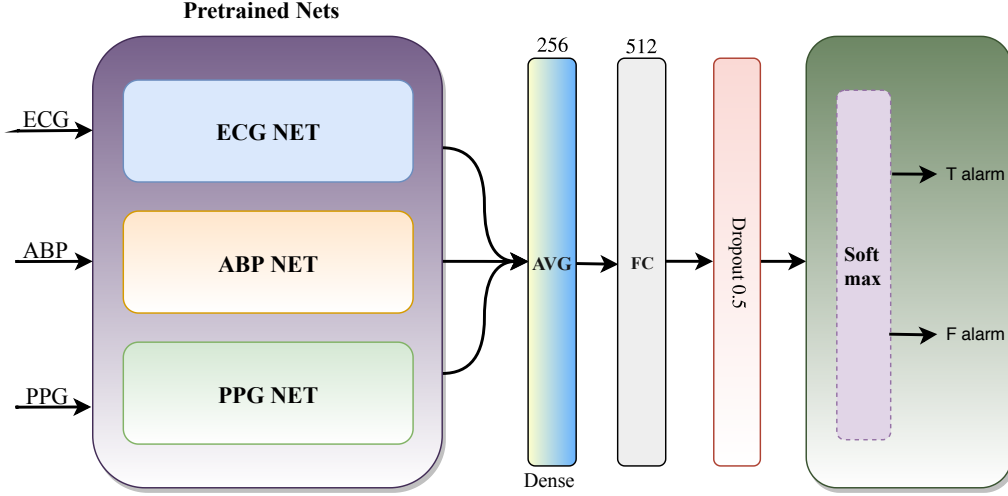 Pretrained Nets
ECG
ECG NET
ABP
ABP NET
PPG
PPG NET
256
AVG
Dense
512
FC
Dropout 0.5
Soft
max
T alarm
F alarm